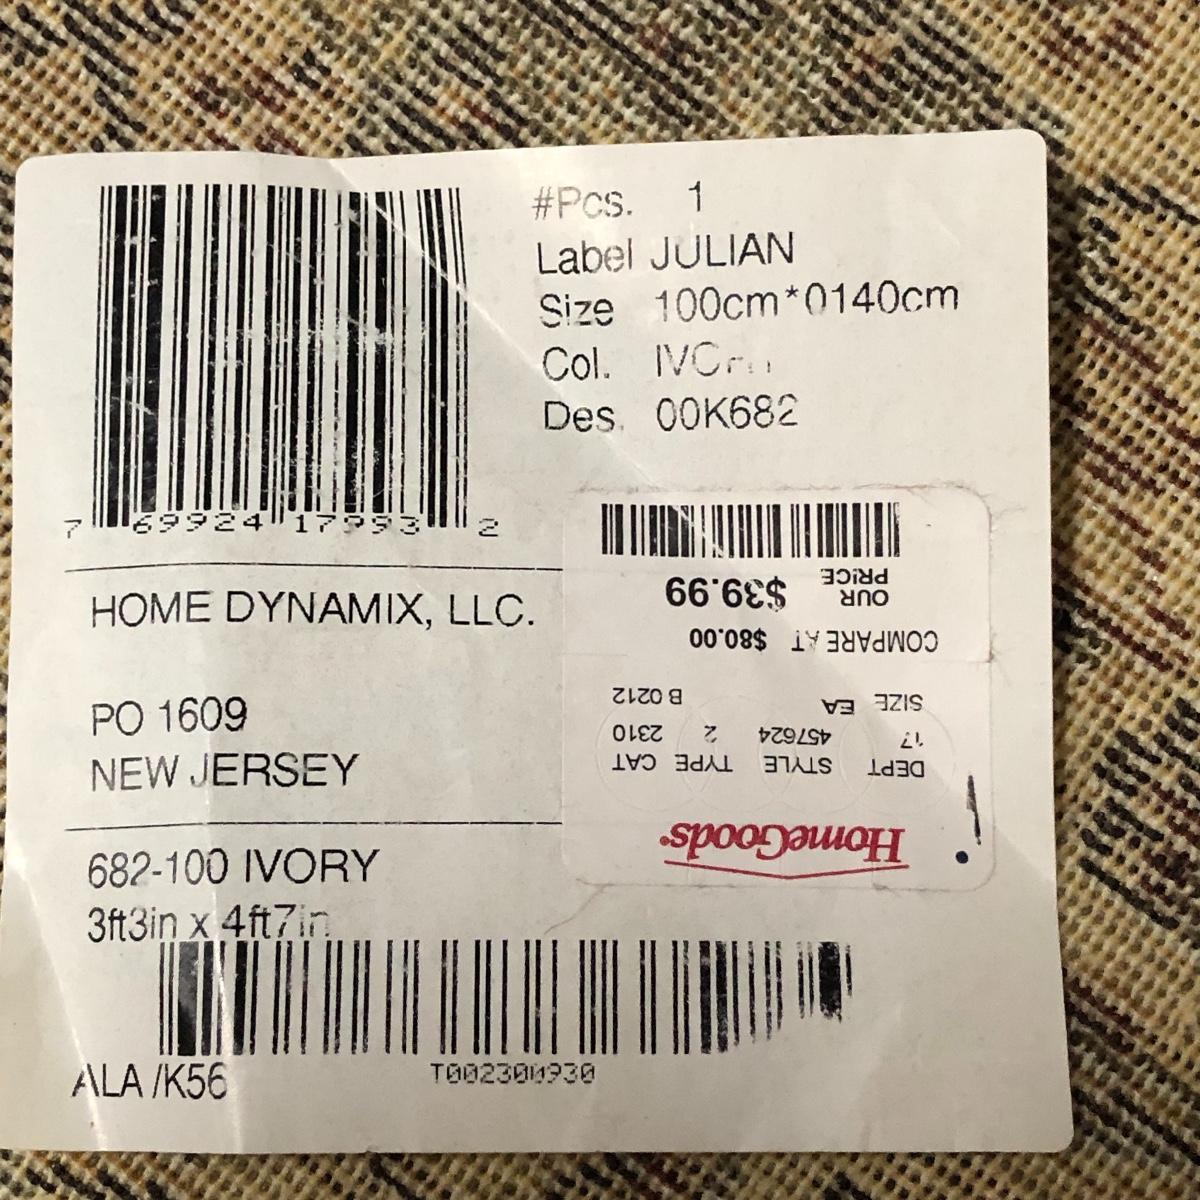 #Pcs. 1
Label JULIAN
Size 100cm*0140cm
Col.
Des. 00K682
7 69924 17993 2
HOME DYNAMIX, LLC.
PO 1609
NEW JERSEY
682-100 IVORY
3ft3in x 4ft7in
ALA /K56
T002300930
HomeGoods
DEPT STYLE TYPE CAT
17 457624 2 2310
SIZE EA B 0212
COMPARE AT $80.00
OUR PRICE $39.99